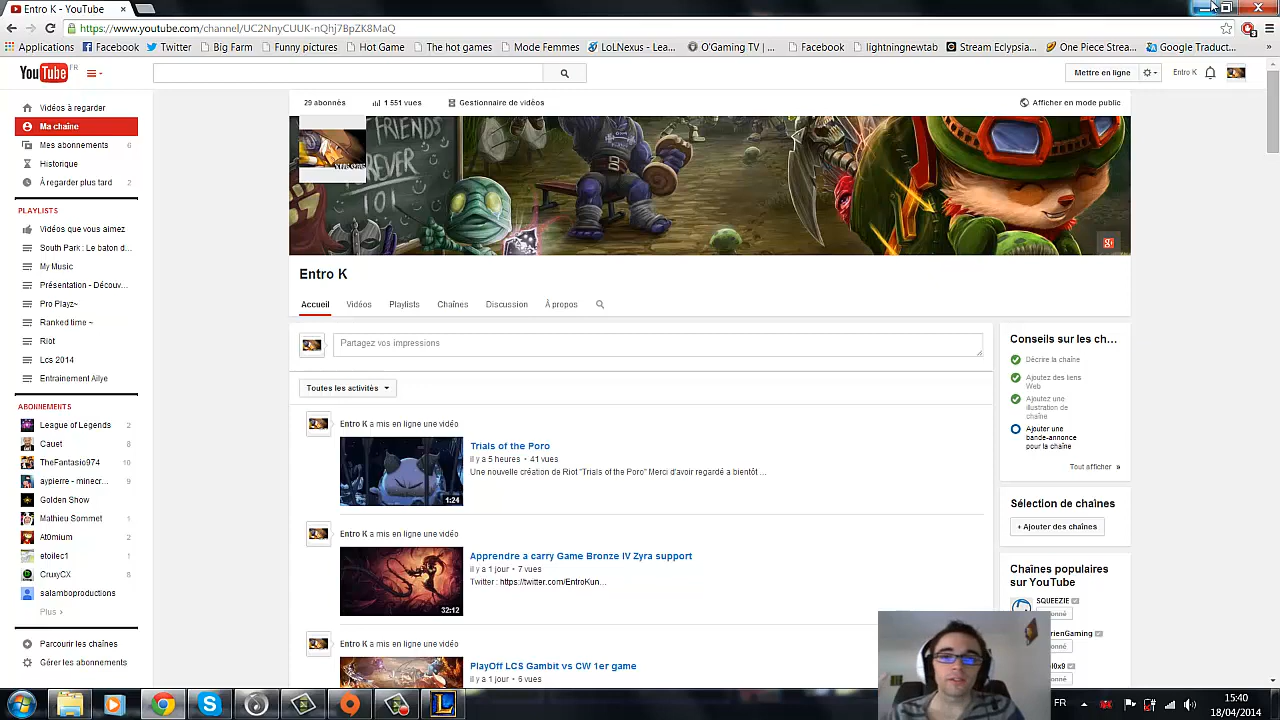 Entro K - YouTube
https://www.youtube.com/channel/UC2NnyCUUK-nQhj7BpZK8MaQ
Applications Facebook Twitter Big Farm Funny pictures Hot Game The hot games Mode Femmes LoLNexus - Lea... O'Gaming TV |... Facebook lightningnewtab Stream Eclypsia... One Piece Strea... Google Traduct...
YouTube FR
Mettre en ligne
Entro K
Vidéos à regarder
Ma chaîne
Mes abonnements 6
Historique
À regarder plus tard 2
PLAYLISTS
Vidéos que vous aimez
South Park : Le baton d...
My Music
Présentation - Découv...
Pro Playz~
Ranked time ~
Riot
Lcs 2014
Entrainement Ailye
ABONNEMENTS
League of Legends 2
Cauet 8
TheFantasio974 10
aypierre - minecr... 9
Golden Show
Mathieu Sommet 1
At0mium 2
etoilec1 1
CruxyCX 8
salamboproductions
Plus ›
Parcourir les chaînes
Gérer les abonnements
29 abonnés 1 551 vues Gestionnaire de vidéos Afficher en mode public
FRIENDS
101
Entro K
Accueil Vidéos Playlists Chaînes Discussion À propos
Partagez vos impressions
Toutes les activités
Entro K a mis en ligne une vidéo
Trials of the Poro
il y a 5 heures • 41 vues
Une nouvelle création de Riot "Trials of the Poro" Merci d'avoir regardé a bientôt ...
1:24
Entro K a mis en ligne une vidéo
Apprendre a carry Game Bronze IV Zyra support
il y a 1 jour • 7 vues
Twitter : https://twitter.com/EntroKun...
32:12
Entro K a mis en ligne une vidéo
PlayOff LCS Gambit vs CW 1er game
il y a 1 jour • 6 vues
Conseils sur les ch...
Décrire la chaîne
Ajoutez des liens
Web
Ajoutez une
illustration de
chaîne
Ajouter une
bande-annonce
pour la chaîne
Tout afficher »
Sélection de chaînes
+ Ajouter des chaînes
Chaînes populaires
sur YouTube
SQUEEZIE
FR
15:40
18/04/2014